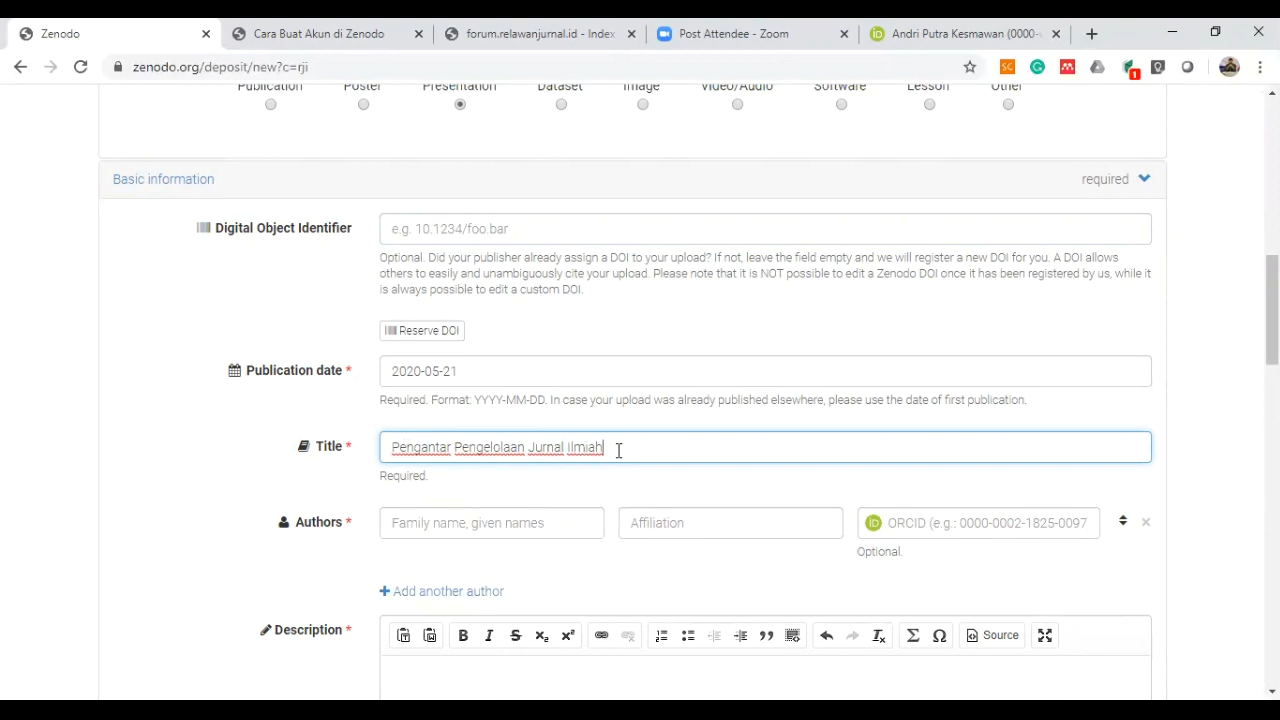 Zenodo
Cara Buat Akun di Zenodo
forum.relawanjurnal.id - Index
Post Attendee - Zoom
Andri Putra Kesmawan (0000-
zenodo.org/deposit/new?c=rji
SC
1
Publication Poster Presentation Dataset Image Video/Audio Software Lesson Other
Basic information
required
Digital Object Identifier
e.g. 10.1234/foo.bar
Optional. Did your publisher already assign a DOI to your upload? If not, leave the field empty and we will register a new DOI for you. A DOI allows
others to easily and unambiguously cite your upload. Please note that it is NOT possible to edit a Zenodo DOI once it has been registered by us, while it
is always possible to edit a custom DOI.
Reserve DOI
Publication date *
2020-05-21
Required. Format: YYYY-MM-DD. In case your upload was already published elsewhere, please use the date of first publication.
Title *
Pengantar Pengelolaan Jurnal Ilmiah
Required.
Authors *
Family name, given names
Affiliation
iD ORCID (e.g.: 0000-0002-1825-0097
Optional.
+ Add another author
Description *
B I S x₂ x² Source